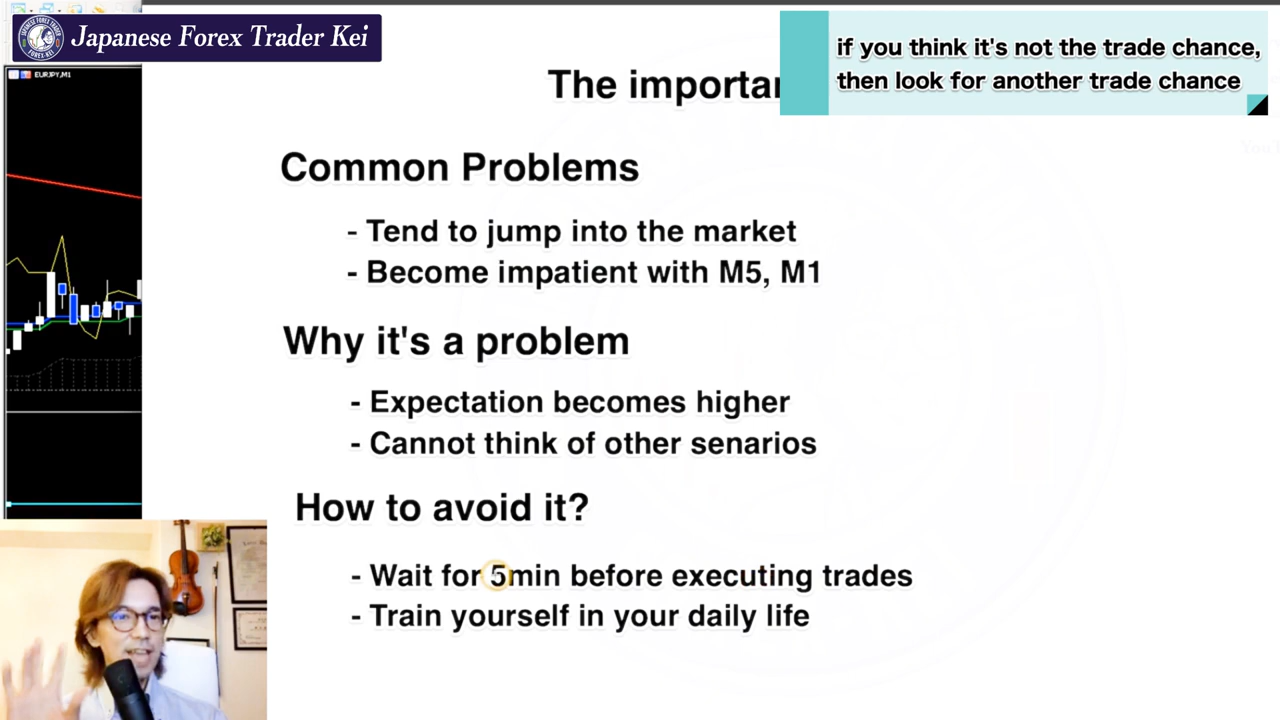 Japanese Forex Trader Kei
if you think it's not the trade chance,
then look for another trade chance
EURJPY,M1
The importan
Common Problems
- Tend to jump into the market
- Become impatient with M5, M1
Why it's a problem
- Expectation becomes higher
- Cannot think of other senarios
How to avoid it?
- Wait for 5min before executing trades
- Train yourself in your daily life